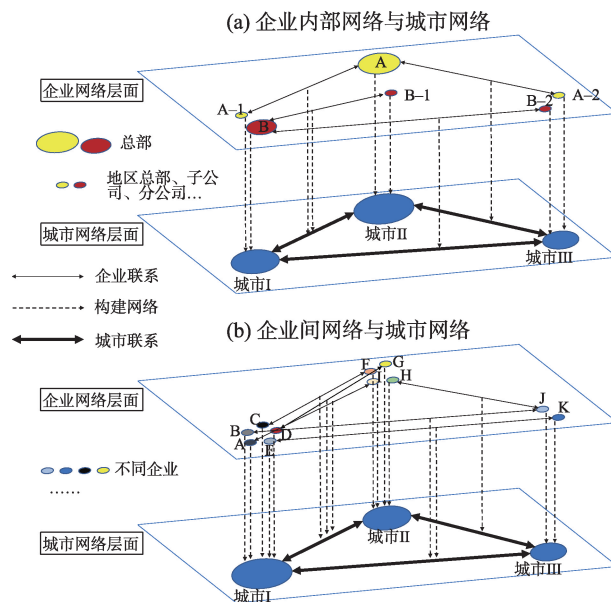 (a) 企业内部网络与城市网络
A
企业网络层面
A-1
B-1
B-2
A-2
B
总部
地区总部、子公
司、分公司…
城市网络层面
城市II
城市III
城市I
企业联系
构建网络
城市联系
(b) 企业间网络与城市网络
F
G
I
H
企业网络层面
C
J
B
D
K
A
E
不同企业
……
城市II
城市网络层面
城市III
城市I